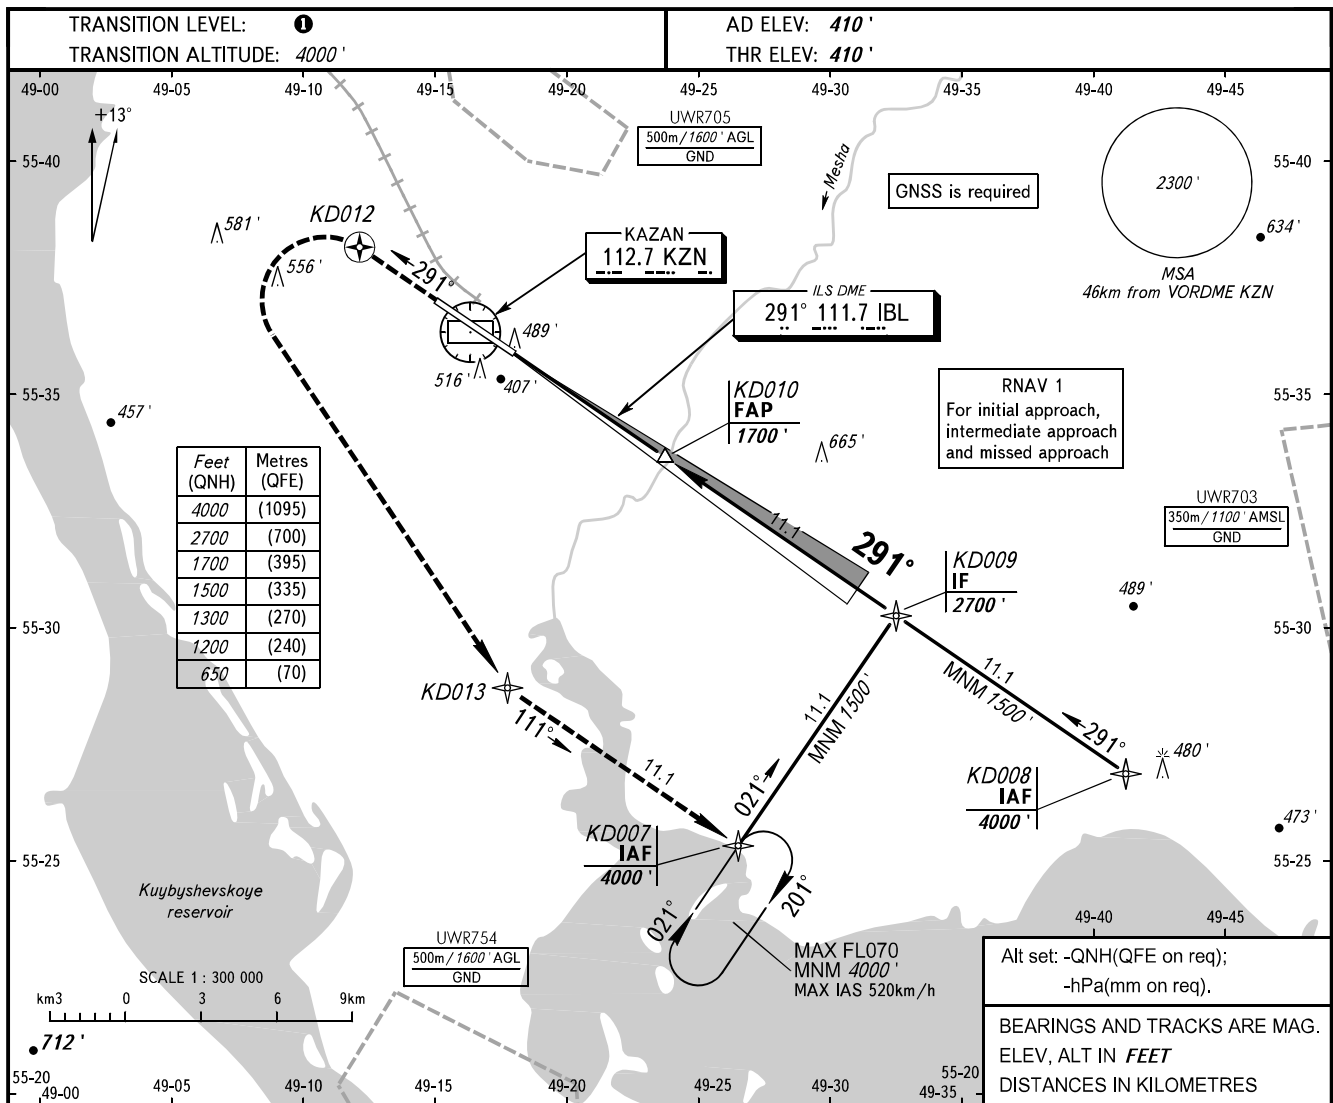 TRANSITION LEVEL: ❶
TRANSITION ALTITUDE: 4000'
AD ELEV: 410'
THR ELEV: 410'
49-00 49-05 49-10 49-15 49-20 49-25 49-30 49-35 49-40 49-45
+13°
UWR705
500m/1600' AGL
GND
Mesha
55-40
55-40
GNSS is required
2300'
634'
MSA
46km from VORDME KZN
581'
KD012
556'
291°
KAZAN
112.7 KZN
ILS DME
291° 111.7 IBL
489'
516'
407'
KD010
FAP
1700'
RNAV 1
For initial approach,
intermediate approach
and missed approach
55-35
55-35
457'
665'
Feet (QNH) Metres (QFE)
4000 (1095)
2700 (700)
1700 (395)
1500 (335)
1300 (270)
1200 (240)
650 (70)
UWR703
350m/1100' AMSL
GND
11.1
291°
KD009
IF
2700'
489'
55-30
55-30
11.1
MNM 1500'
11.1
MNM 1500'
KD013
111°
11.1
291°
480'
KD008
IAF
4000'
473'
021°
KD007
IAF
4000'
55-25
55-25
Kuybyshevskoye
reservoir
021°
201°
49-40 49-45
UWR754
500m/1600' AGL
GND
MAX FL070
MNM 4000'
MAX IAS 520km/h
Alt set: -QNH(QFE on req);
-hPa(mm on req).
SCALE 1 : 300 000
km3 0 3 6 9km
712'
BEARINGS AND TRACKS ARE MAG.
ELEV, ALT IN FEET
DISTANCES IN KILOMETRES
55-20
55-20
49-00 49-05 49-10 49-15 49-20 49-25 49-30 49-35